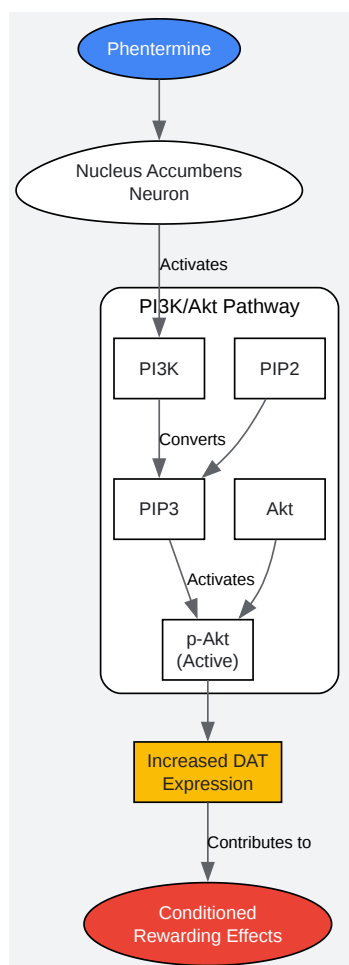 Phentermine
Nucleus Accumbens
Neuron
Activates
PI3K/Akt Pathway
PI3K
PIP2
Converts
PIP3
Akt
Activates
p-Akt
(Active)
Increased DAT
Expression
Contributes to
Conditioned
Rewarding Effects